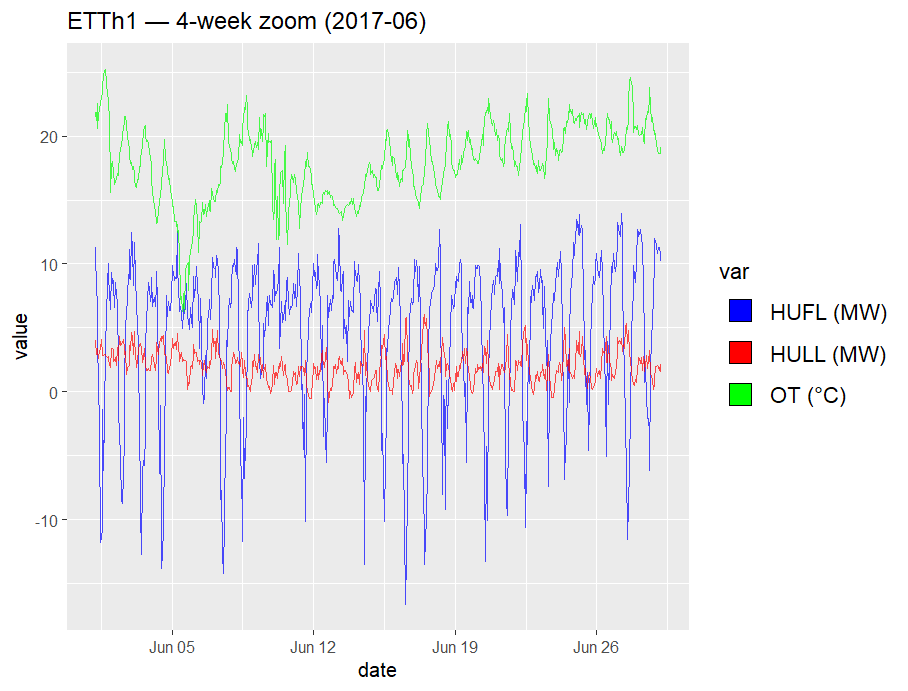 ETTh1 — 4-week zoom (2017-06)
value
20
10
0
-10
Jun 05
Jun 12
Jun 19
Jun 26
date
var
HUFL (MW)
HULL (MW)
OT (°C)